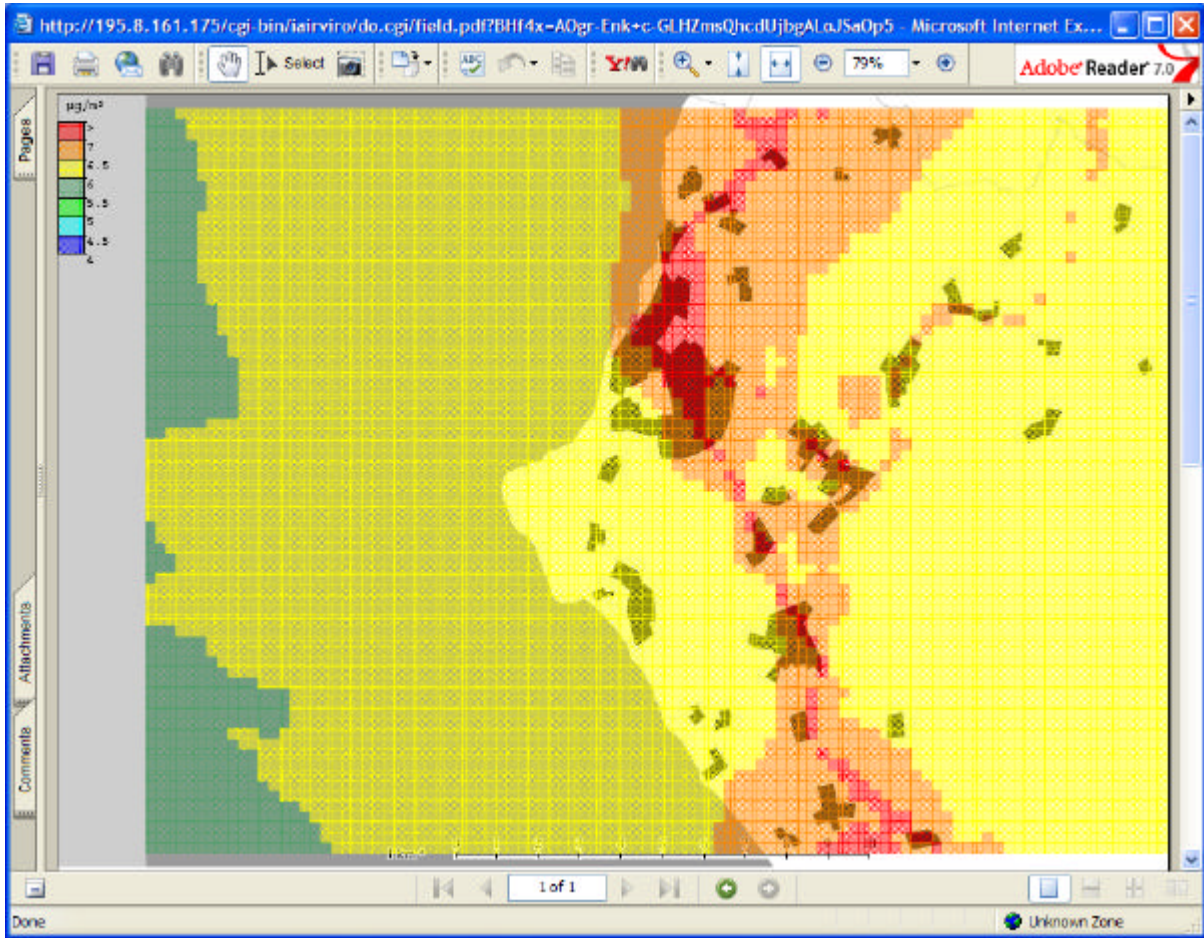 http://195.8.161.175/cgi-bin/iairviro/do.cgi/field.pdf?BHf4x=AOgr-Enk+c-GLHZmsQhcdUjbgALaJSaOp5 - Microsoft Internet Ex...
Select
79%
Adobe Reader 7.0
Pages
µg/m³
>
7
6.5
6
5.5
5
4.5
4
Attachments
Comments
1 of 1
Done
Unknown Zone